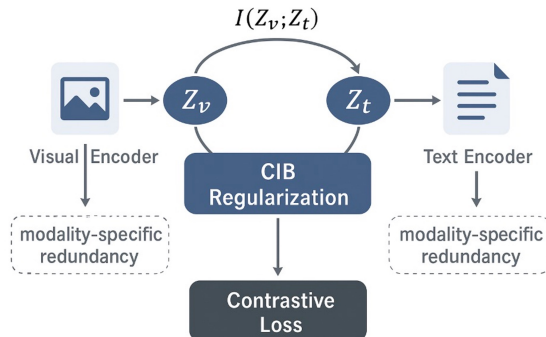 I(Z_v;Z_t)
Z_v
Z_t
Visual Encoder
Text Encoder
CIB
Regularization
modality-specific
redundancy
modality-specific
redundancy
Contrastive
Loss